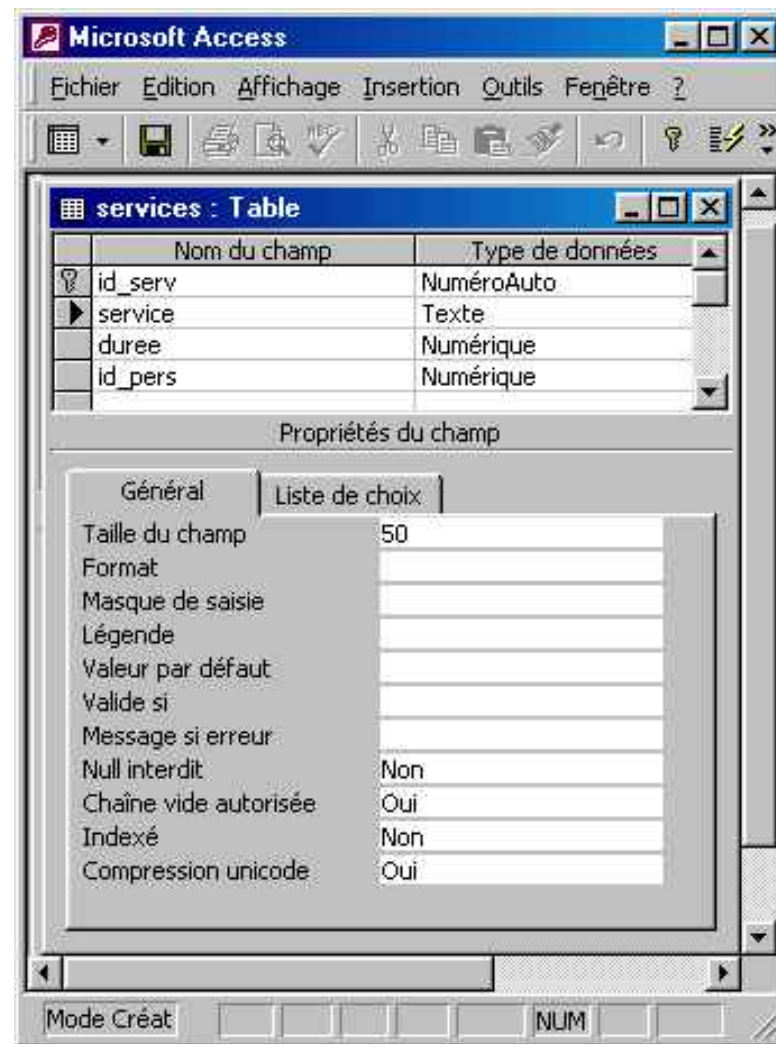 Microsoft Access
Fichier Edition Affichage Insertion Outils Fenêtre ?
services : Table
Nom du champ Type de données
id_serv NuméroAuto
service Texte
duree Numérique
id_pers Numérique
Propriétés du champ
Général Liste de choix
Taille du champ 50
Format
Masque de saisie
Légende
Valeur par défaut
Valide si
Message si erreur
Null interdit Non
Chaîne vide autorisée Oui
Indexé Non
Compression unicode Oui
Mode Créat NUM